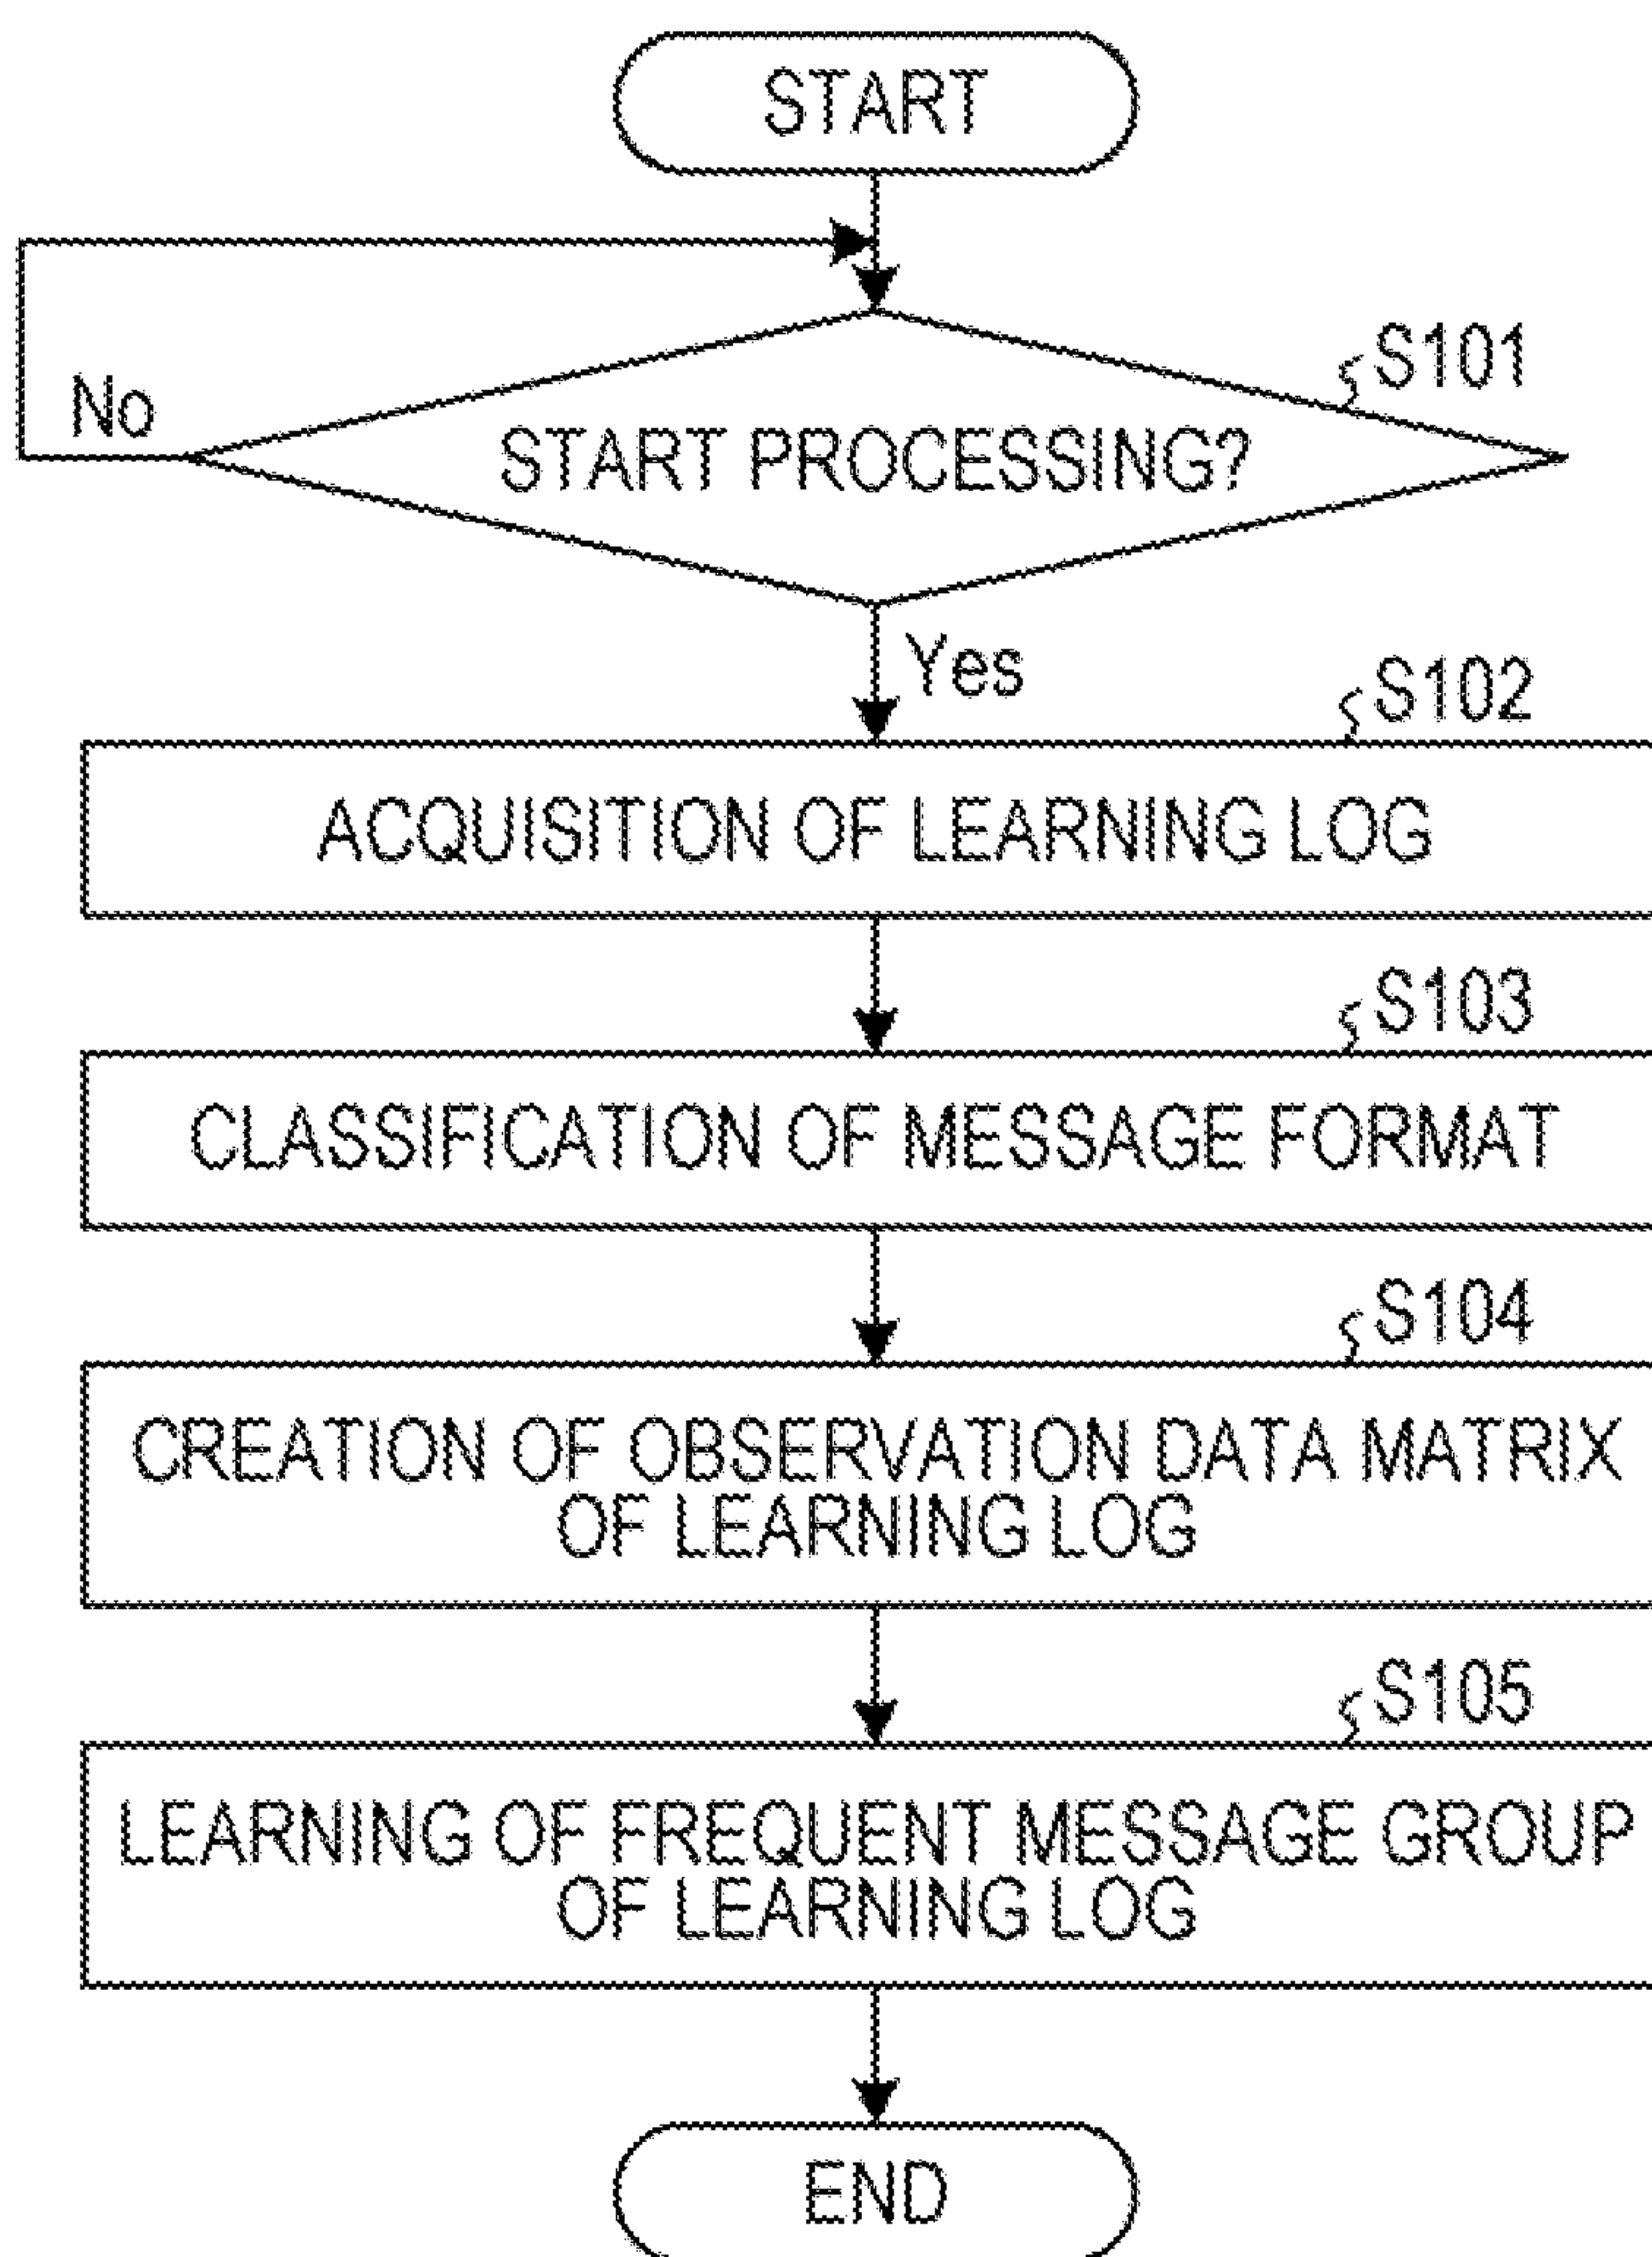 START
S101
No
START PROCESSING?
Yes
S102
ACQUISITION OF LEARNING LOG
S103
CLASSIFICATION OF MESSAGE FORMAT
S104
CREATION OF OBSERVATION DATA MATRIX
OF LEARNING LOG
S105
LEARNING OF FREQUENT MESSAGE GROUP
OF LEARNING LOG
END